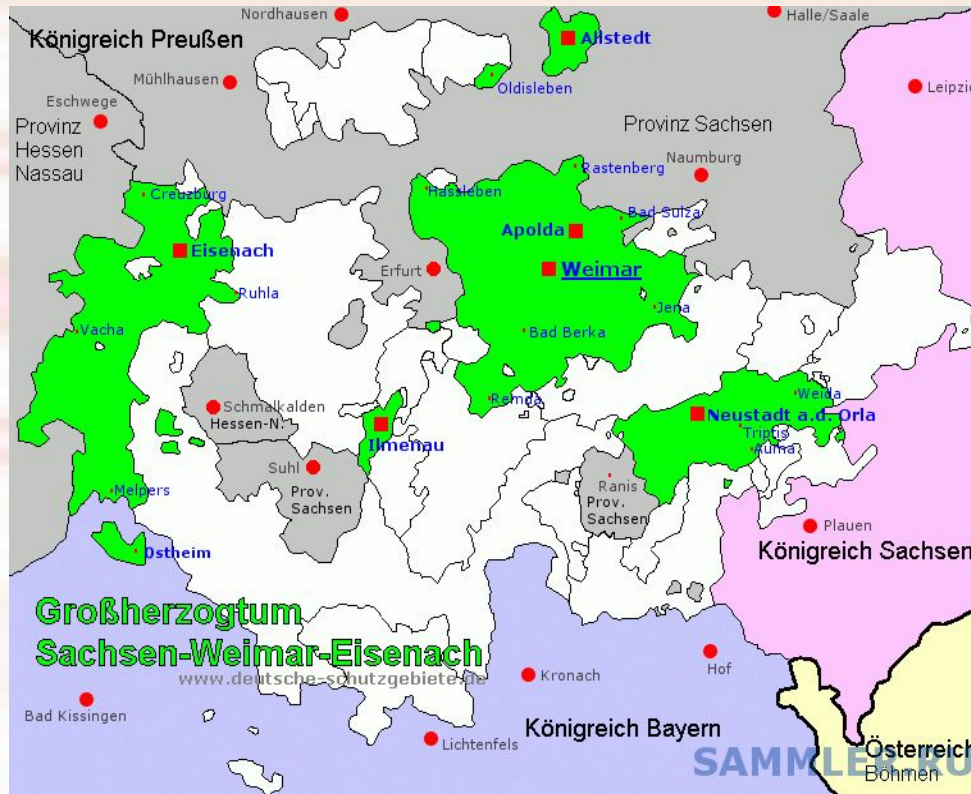 Nordhausen
Halle/Saale
Königreich Preußen
Allstedt
Mühlhausen
Oldisleben
Leipzi
Eschwege
Provinz
Hessen
Nassau
Provinz Sachsen
Naumburg
Rastenberg
Creuzburg
Hassleben
Bad Sulza
Apolda
Eisenach
Erfurt
Weimar
Ruhla
Jena
Vacha
Bad Berka
Remda
Weida
Schmalkalden
Hessen-N.
Neustadt a.d. Orla
Triptis
Auma
Ilmenau
Suhl
Prov.
Sachsen
Ranis
Prov.
Sachsen
Melpers
Plauen
Königreich Sachsen
Ostheim
Großherzogtum
Sachsen-Weimar-Eisenach
www.deutsche-schutzgebiete.de
Kronach
Hof
Bad Kissingen
Königreich Bayern
Lichtenfels
Österreich
SAMMLER.RU
Böhmen